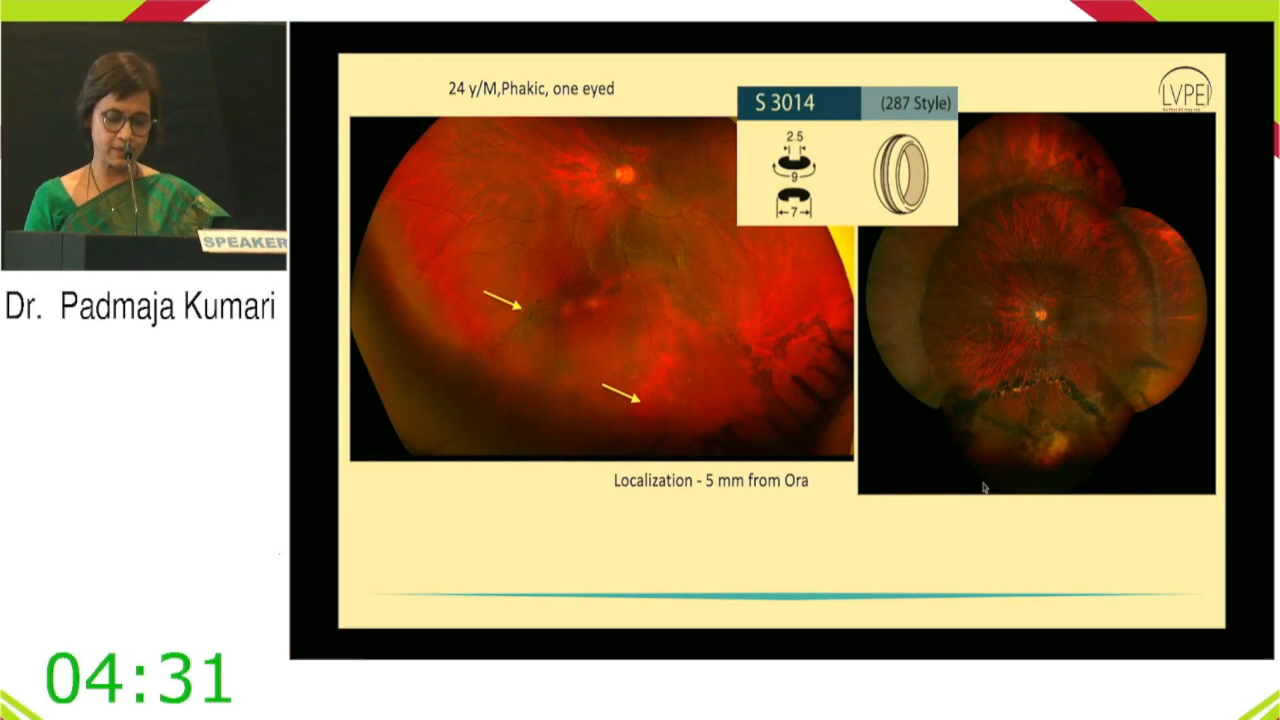 24 y/M,Phakic, one eyed
S 3014
(287 Style)
2.5
9
7
LVPEI
SPEAKER
Dr. Padmaja Kumari
Localization - 5 mm from Ora
04:31